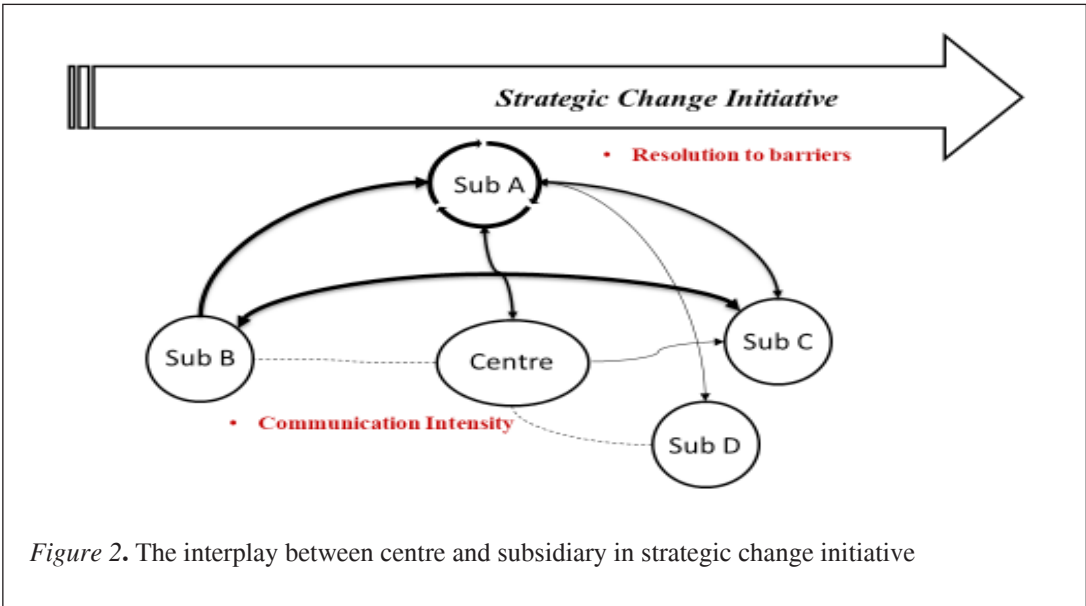 Strategic Change Initiative
• Resolution to barriers
Sub A
Sub B
Centre
Sub C
• Communication Intensity
Sub D
Figure 2. The interplay between centre and subsidiary in strategic change initiative